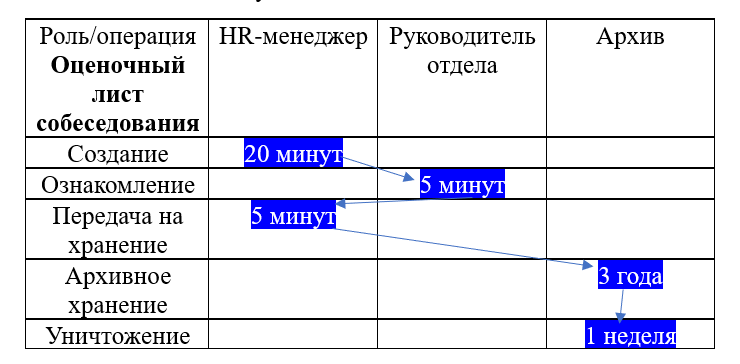 Роль/операция HR-менеджер Руководитель Архив
Оценочный отдела
лист
собеседования
Создание 20 минут
Ознакомление 5 минут
Передача на 5 минут
хранение
Архивное 3 года
хранение
Уничтожение 1 неделя